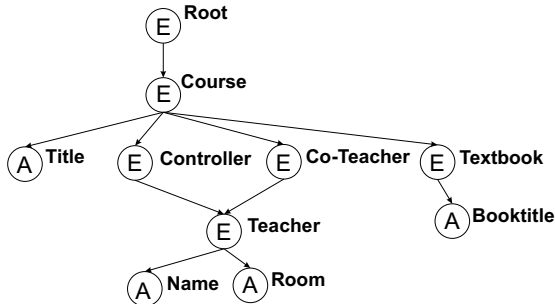 E Root
E Course
A Title
E Controller
E Co-Teacher
E Textbook
E Teacher
A Booktitle
A Name
A Room